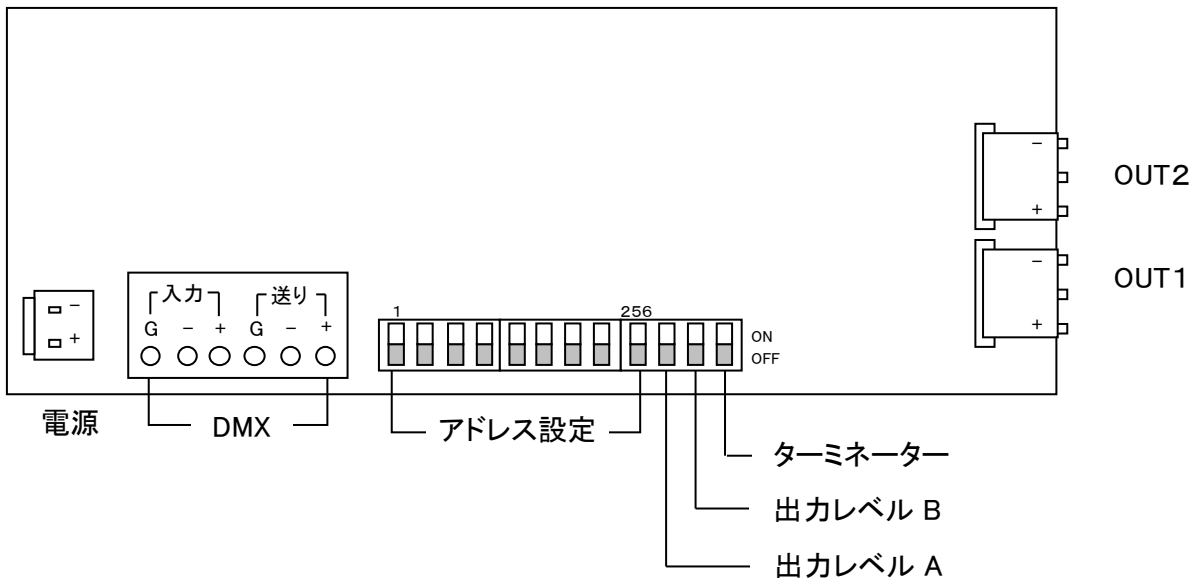 －
OUT2
＋
－
OUT1
＋
－
＋
入力 送り
G － ＋ G － ＋
1 256
ON
OFF
電源
DMX
アドレス設定
ターミネーター
出力レベル B
出力レベル A